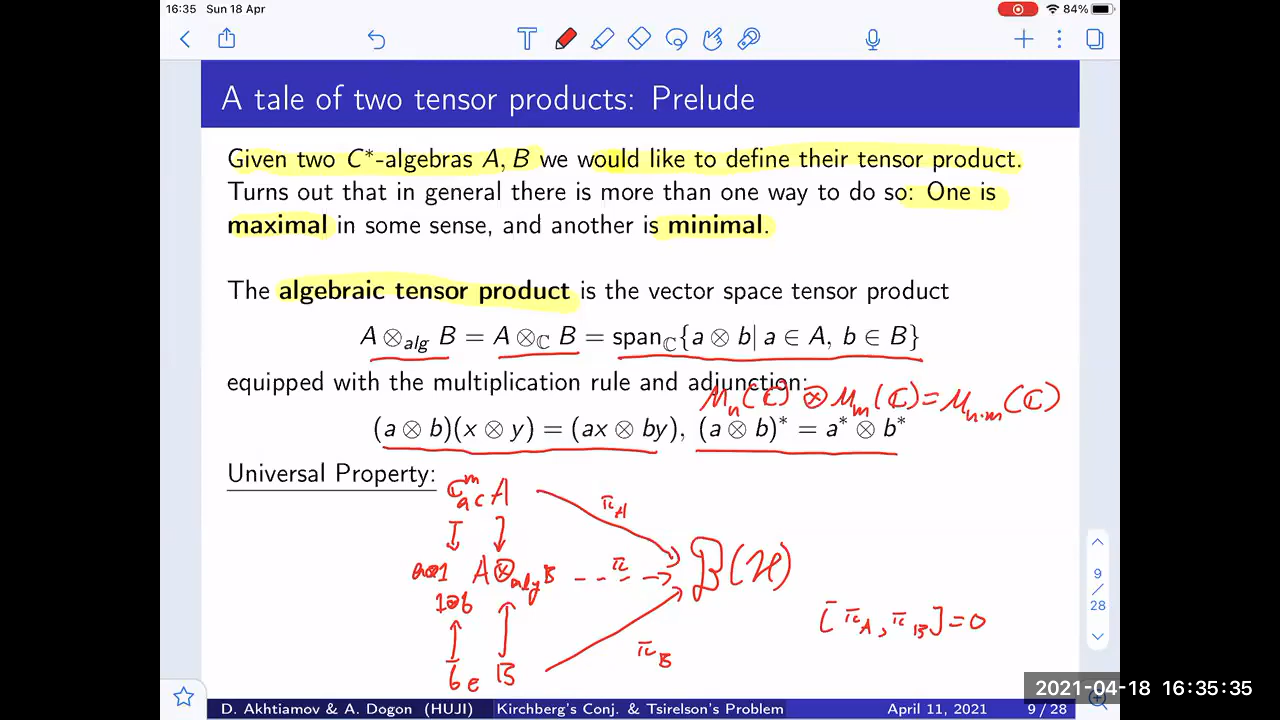 16:35 Sun 18 Apr
84%
A tale of two tensor products: Prelude
Given two C*-algebras A, B we would like to define their tensor product.
Turns out that in general there is more than one way to do so: One is
maximal in some sense, and another is minimal.
The algebraic tensor product is the vector space tensor product
A ⊗alg B = A ⊗ℂ B = spanℂ{a ⊗ b| a ∈ A, b ∈ B}
equipped with the multiplication rule and adjunction:
Mn(ℂ) ⊗ Mm(ℂ) = Mn·m(ℂ)
(a ⊗ b)(x ⊗ y) = (ax ⊗ by), (a ⊗ b)* = a* ⊗ b*
Universal Property:
a ∈ A
πA
a⊗1 A ⊗alg B π B(H)
1⊗b
[πA, πB] = 0
πB
b ∈ B
9
/
28
D. Akhtiamov & A. Dogon (HUJI) Kirchberg's Conj. & Tsirelson's Problem April 11, 2021 9 / 28
2021-04-18 16:35:35